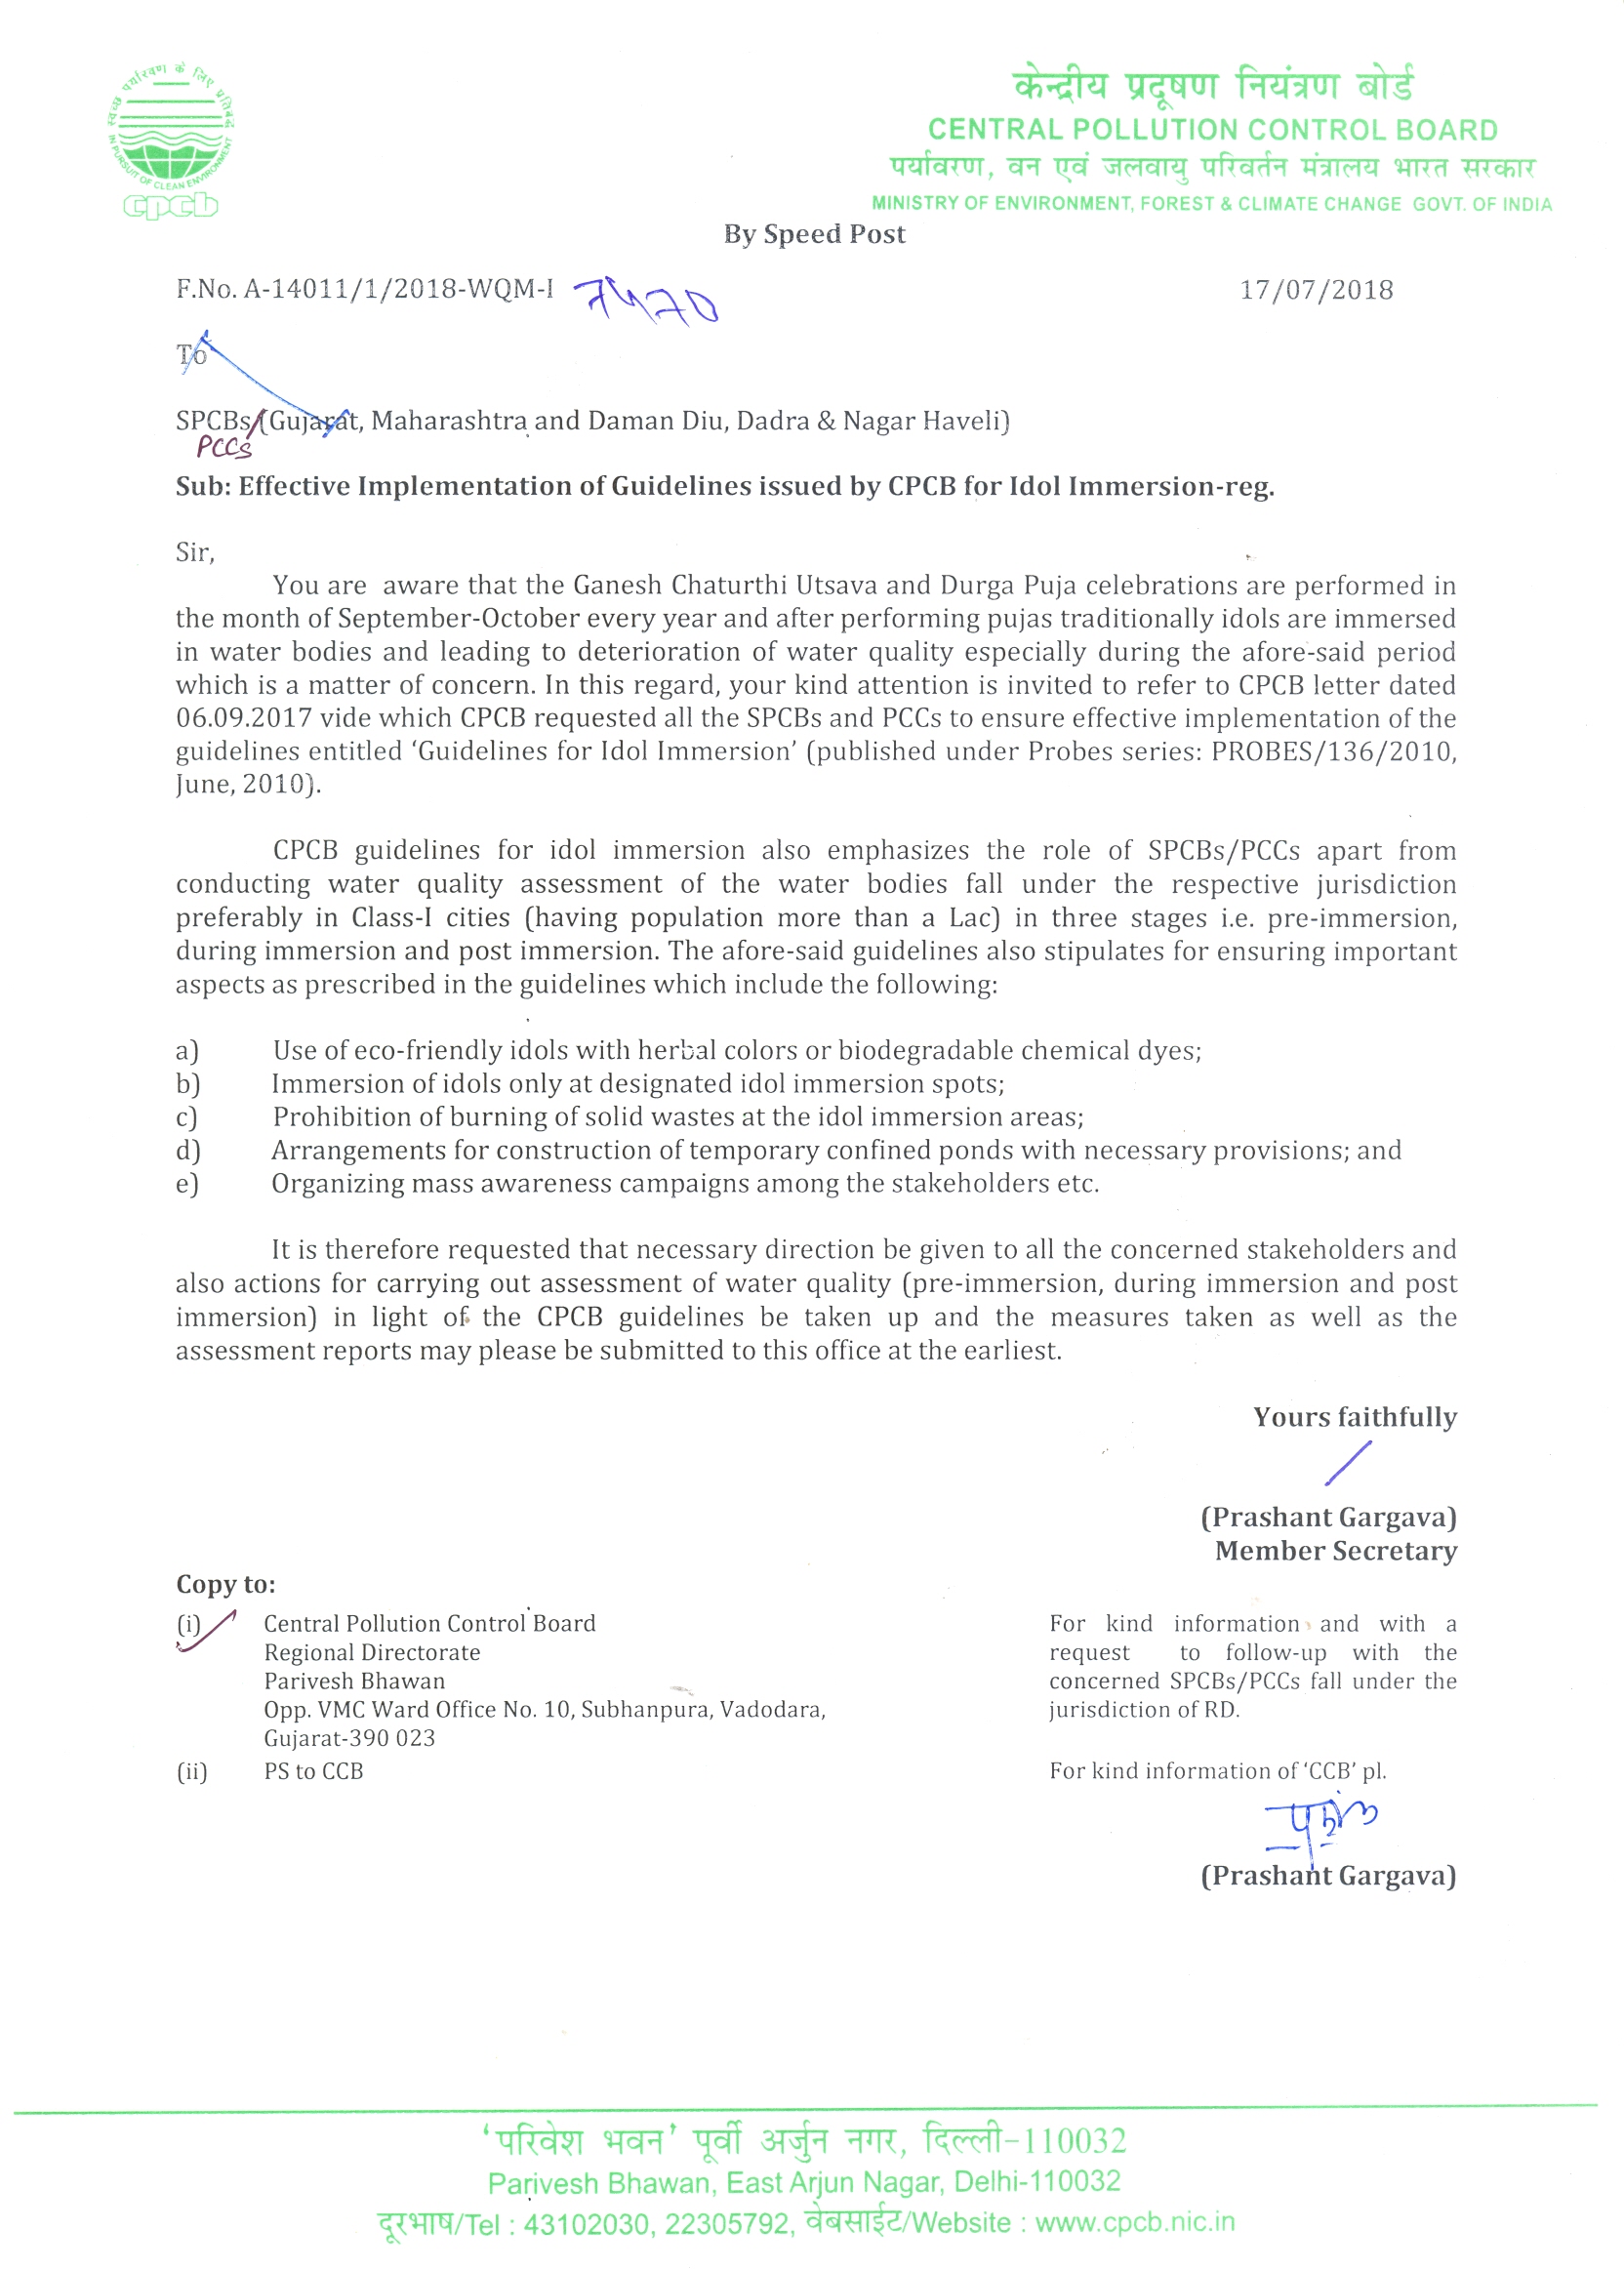 स्वच्छ पर्यावरण के लिए प्रतिबद्ध
IN PURSUIT OF CLEAN ENVIRONMENT
cpcb
केन्द्रीय प्रदूषण नियंत्रण बोर्ड
CENTRAL POLLUTION CONTROL BOARD
पर्यावरण, वन एवं जलवायु परिवर्तन मंत्रालय भारत सरकार
MINISTRY OF ENVIRONMENT, FOREST & CLIMATE CHANGE GOVT. OF INDIA
By Speed Post
F.No. A-14011/1/2018-WQM-I
17/07/2018
To
SPCBs/(Gujarat, Maharashtra and Daman Diu, Dadra & Nagar Haveli)
PCCs
Sub: Effective Implementation of Guidelines issued by CPCB for Idol Immersion-reg.
Sir,
You are aware that the Ganesh Chaturthi Utsava and Durga Puja celebrations are performed in
the month of September-October every year and after performing pujas traditionally idols are immersed
in water bodies and leading to deterioration of water quality especially during the afore-said period
which is a matter of concern. In this regard, your kind attention is invited to refer to CPCB letter dated
06.09.2017 vide which CPCB requested all the SPCBs and PCCs to ensure effective implementation of the
guidelines entitled ‘Guidelines for Idol Immersion’ (published under Probes series: PROBES/136/2010,
June, 2010).
CPCB guidelines for idol immersion also emphasizes the role of SPCBs/PCCs apart from
conducting water quality assessment of the water bodies fall under the respective jurisdiction
preferably in Class-I cities (having population more than a Lac) in three stages i.e. pre-immersion,
during immersion and post immersion. The afore-said guidelines also stipulates for ensuring important
aspects as prescribed in the guidelines which include the following:
a) Use of eco-friendly idols with herbal colors or biodegradable chemical dyes;
b) Immersion of idols only at designated idol immersion spots;
c) Prohibition of burning of solid wastes at the idol immersion areas;
d) Arrangements for construction of temporary confined ponds with necessary provisions; and
e) Organizing mass awareness campaigns among the stakeholders etc.
It is therefore requested that necessary direction be given to all the concerned stakeholders and
also actions for carrying out assessment of water quality (pre-immersion, during immersion and post
immersion) in light of the CPCB guidelines be taken up and the measures taken as well as the
assessment reports may please be submitted to this office at the earliest.
Yours faithfully
(Prashant Gargava)
Member Secretary
Copy to:
(i) Central Pollution Control Board
Regional Directorate
Parivesh Bhawan
Opp. VMC Ward Office No. 10, Subhanpura, Vadodara,
Gujarat-390 023
For kind information and with a
request to follow-up with the
concerned SPCBs/PCCs fall under the
jurisdiction of RD.
(ii) PS to CCB
For kind information of ‘CCB’ pl.
(Prashant Gargava)
‘परिवेश भवन’ पूर्वी अर्जुन नगर, दिल्ली-110032
Parivesh Bhawan, East Arjun Nagar, Delhi-110032
दूरभाष/Tel : 43102030, 22305792, वेबसाईट/Website : www.cpcb.nic.in